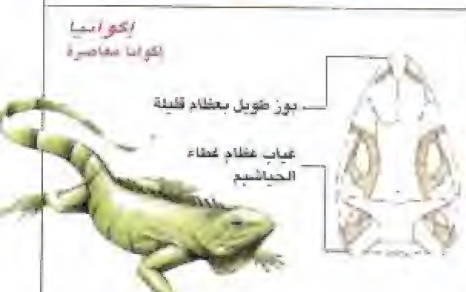 إكوانيا
إكوانا معاصرة
بوز طويل بعظام قليلة
غياب عظام غطاء
الخياشيم